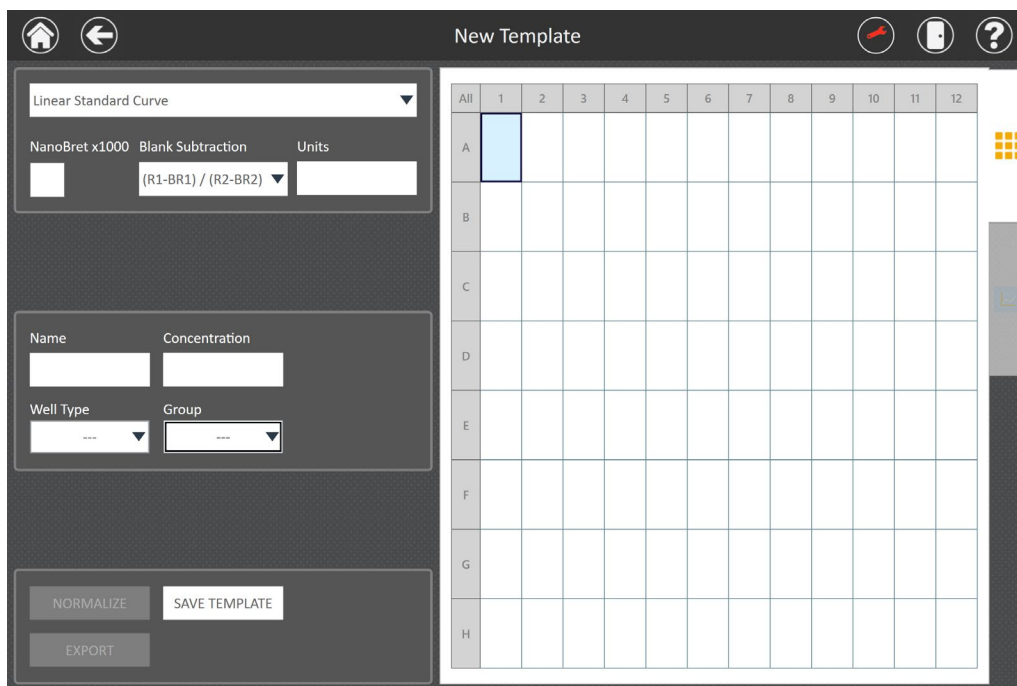 New Template
?
Linear Standard Curve
NanoBret x1000 Blank Subtraction Units
(R1-BR1) / (R2-BR2)
Name Concentration
Well Type Group
--- ---
NORMALIZE SAVE TEMPLATE
EXPORT
All 1 2 3 4 5 6 7 8 9 10 11 12
A
B
C
D
E
F
G
H